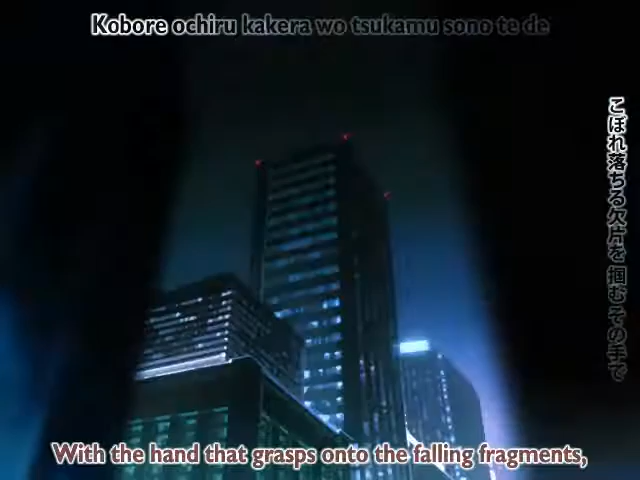 Kobore ochiru kakera wo tsukamu sono te de
こぼれ落ちる欠片を 掴むその手で
With the hand that grasps onto the falling fragments,